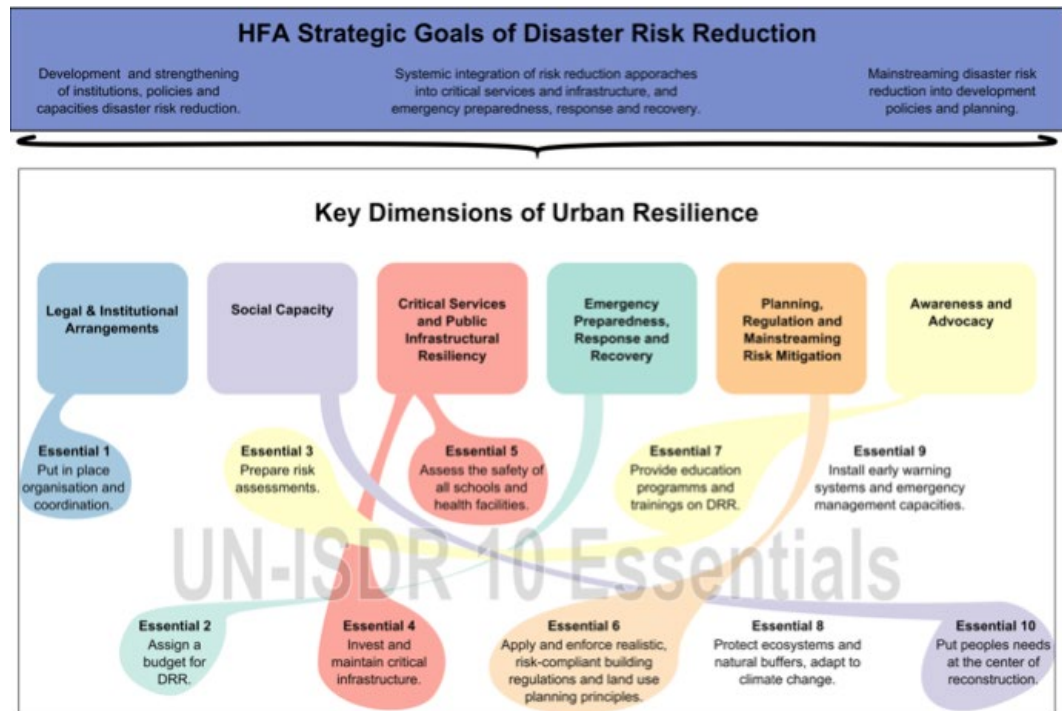 HFA Strategic Goals of Disaster Risk Reduction
Development and strengthening
of institutions, policies and
capacities disaster risk reduction.
Systemic integration of risk reduction apporaches
into critical services and infrastructure, and
emergency preparedness, response and recovery.
Mainstreaming disaster risk
reduction into development
policies and planning.
Key Dimensions of Urban Resilience
Legal & Institutional
Arrangements
Social Capacity
Critical Services
and Public
Infrastructural
Resiliency
Emergency
Preparedness,
Response and
Recovery
Planning,
Regulation and
Mainstreaming
Risk Mitigation
Awareness and
Advocacy
Essential 1
Put in place
organisation and
coordination.
Essential 3
Prepare risk
assessments.
Essential 5
Assess the safety of
all schools and
health facilities.
Essential 7
Provide education
programms and
trainings on DRR.
Essential 9
Install early warning
systems and emergency
management capacities.
UN-ISDR 10 Essentials
Essential 2
Assign a
budget for
DRR.
Essential 4
Invest and
maintain critical
infrastructure.
Essential 6
Apply and enforce realistic,
risk-compliant building
regulations and land use
planning principles.
Essential 8
Protect ecosystems and
natural buffers, adapt to
climate change.
Essential 10
Put peoples needs
at the center of
reconstruction.